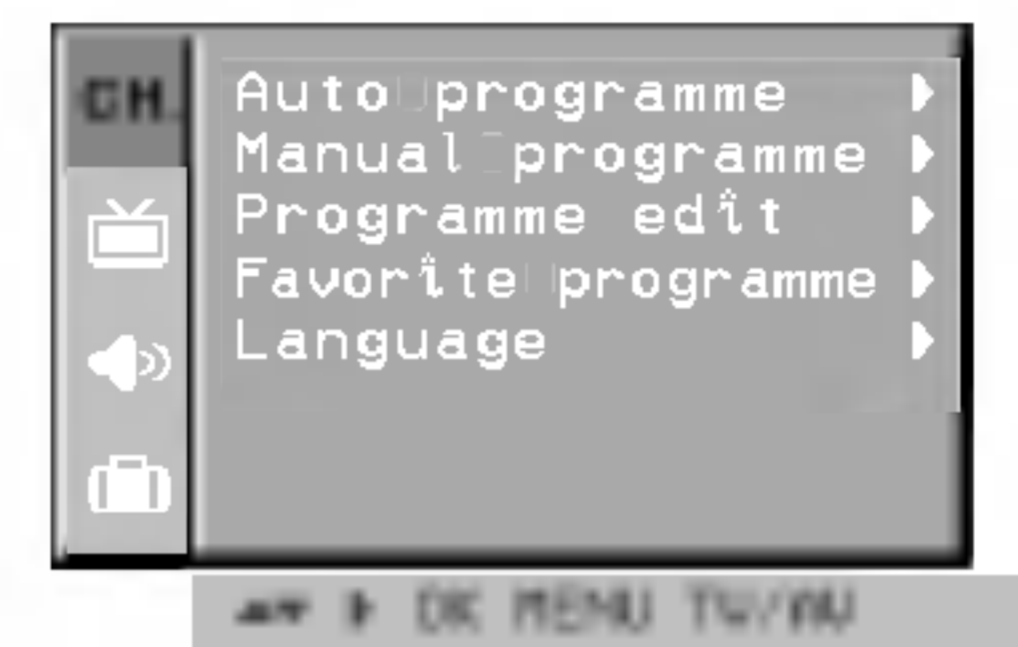 CH.
Auto programme
Manual programme
Programme edit
Favorite programme
Language
OK MENU TV/AV